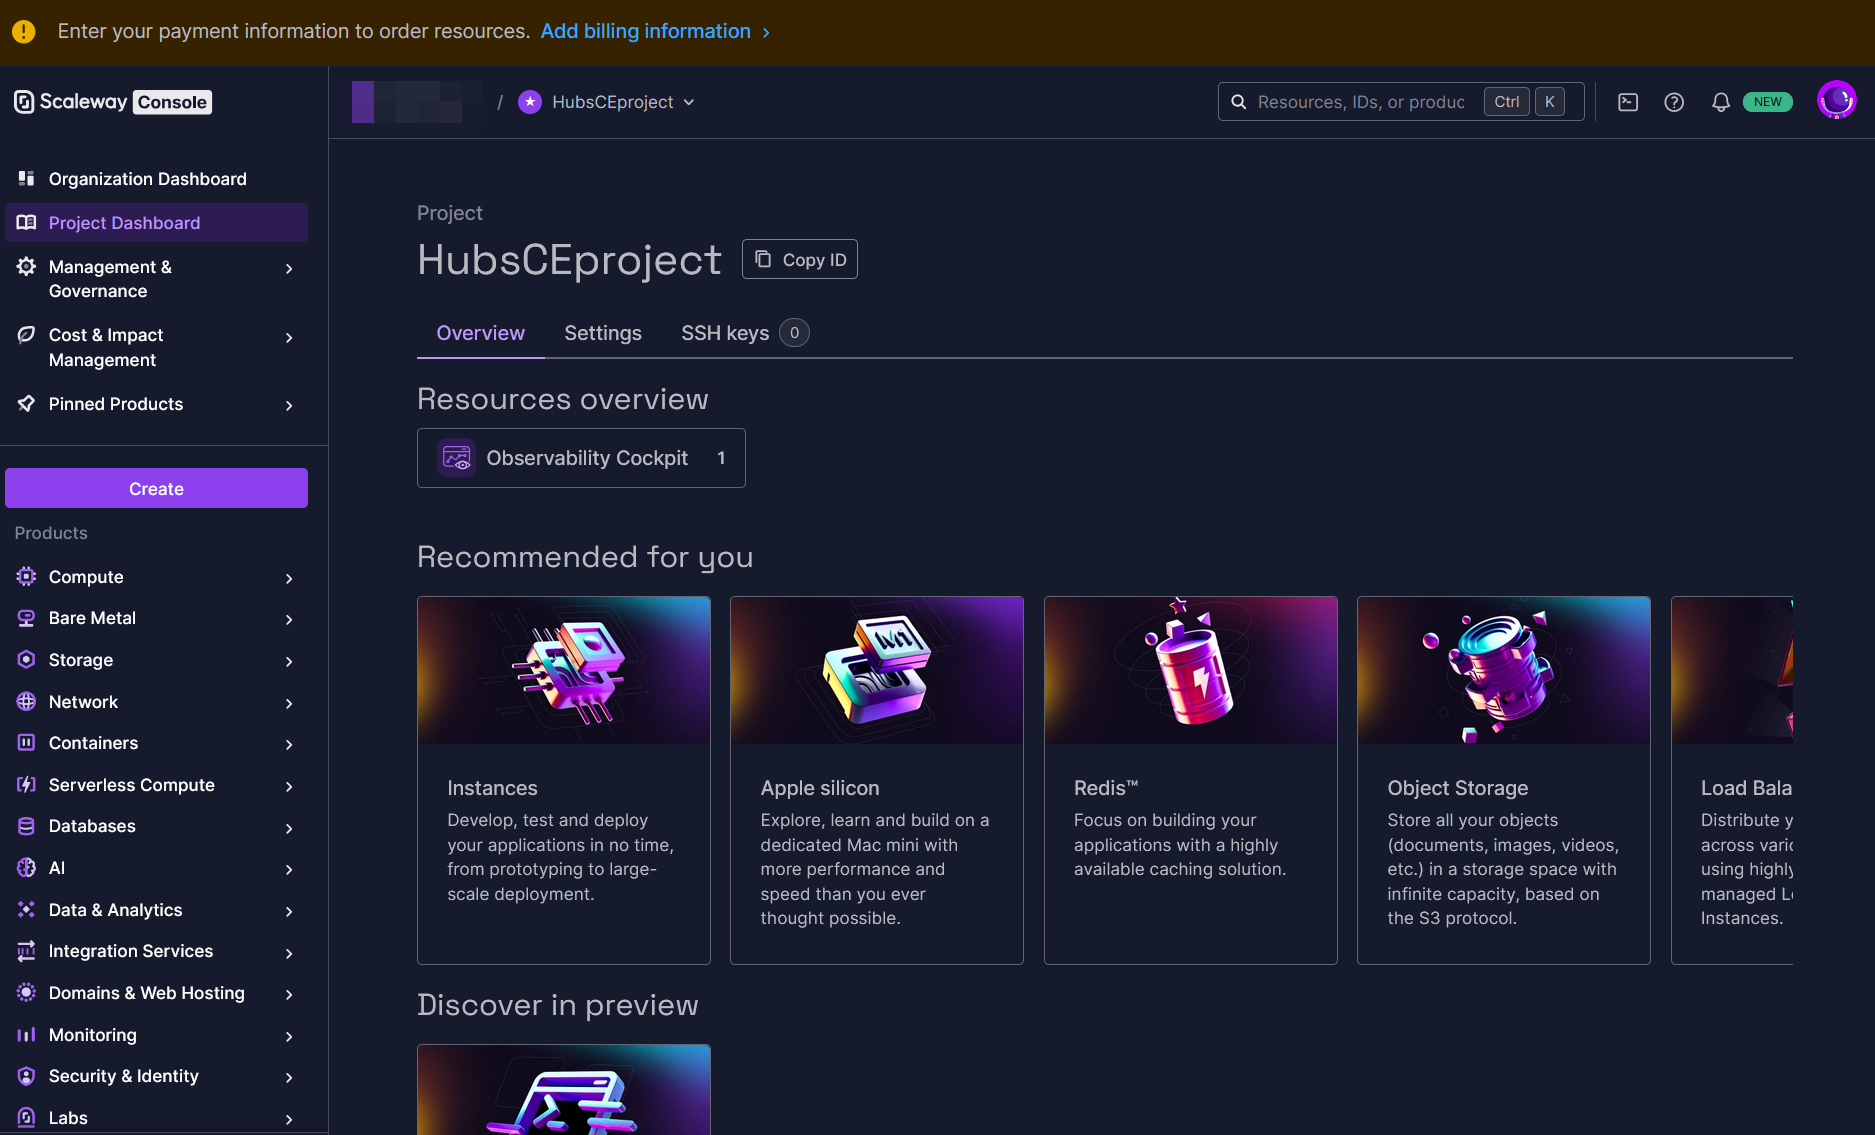 Enter your payment information to order resources. Add billing information
Scaleway Console
/ HubsCEproject
Resources, IDs, or produc Ctrl K
NEW
Organization Dashboard
Project Dashboard
Management &
Governance
Cost & Impact
Management
Pinned Products
Create
Products
Compute
Bare Metal
Storage
Network
Containers
Serverless Compute
Databases
AI
Data & Analytics
Integration Services
Domains & Web Hosting
Monitoring
Security & Identity
Labs
Project
HubsCEproject Copy ID
Overview Settings SSH keys 0
Resources overview
Observability Cockpit 1
Recommended for you
M1
Instances
Develop, test and deploy
your applications in no time,
from prototyping to large-
scale deployment.
Apple silicon
Explore, learn and build on a
dedicated Mac mini with
more performance and
speed than you ever
thought possible.
Redis™
Focus on building your
applications with a highly
available caching solution.
Object Storage
Store all your objects
(documents, images, videos,
etc.) in a storage space with
infinite capacity, based on
the S3 protocol.
Load Bala
Distribute y
across vario
using highly
managed L
Instances.
Discover in preview